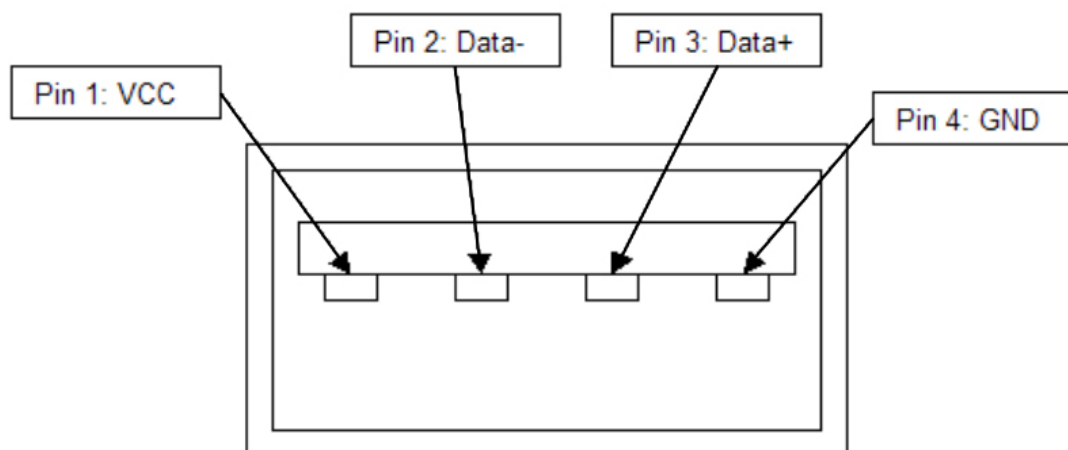 Pin 1: VCC
Pin 2: Data-
Pin 3: Data+
Pin 4: GND